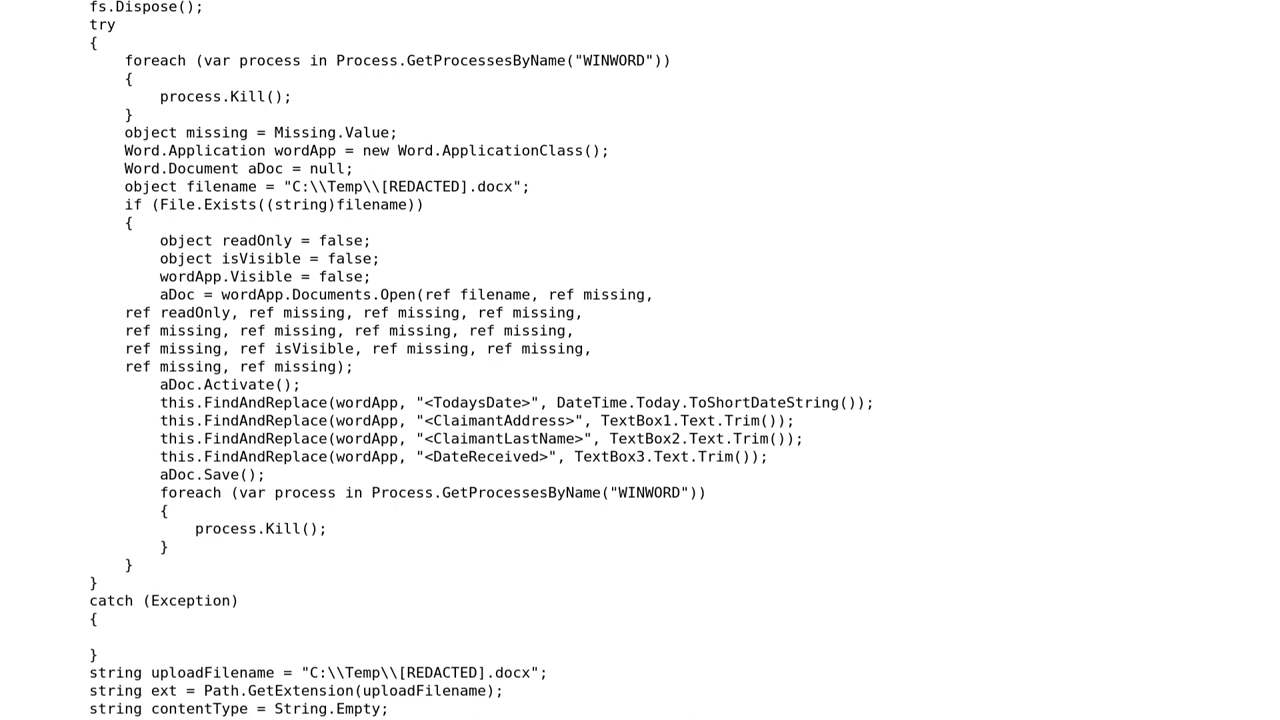 fs.Dispose();
try
{
    foreach (var process in Process.GetProcessesByName("WINWORD"))
    {
        process.Kill();
    }
    object missing = Missing.Value;
    Word.Application wordApp = new Word.ApplicationClass();
    Word.Document aDoc = null;
    object filename = "C:\\Temp\\[REDACTED].docx";
    if (File.Exists((string)filename))
    {
        object readOnly = false;
        object isVisible = false;
        wordApp.Visible = false;
        aDoc = wordApp.Documents.Open(ref filename, ref missing,
    ref readOnly, ref missing, ref missing, ref missing,
    ref missing, ref missing, ref missing, ref missing,
    ref missing, ref isVisible, ref missing, ref missing,
    ref missing, ref missing);
        aDoc.Activate();
        this.FindAndReplace(wordApp, "<TodaysDate>", DateTime.Today.ToShortDateString());
        this.FindAndReplace(wordApp, "<ClaimantAddress>", TextBox1.Text.Trim());
        this.FindAndReplace(wordApp, "<ClaimantLastName>", TextBox2.Text.Trim());
        this.FindAndReplace(wordApp, "<DateReceived>", TextBox3.Text.Trim());
        aDoc.Save();
        foreach (var process in Process.GetProcessesByName("WINWORD"))
        {
            process.Kill();
        }
    }
}
catch (Exception)
{

}
string uploadFilename = "C:\\Temp\\[REDACTED].docx";
string ext = Path.GetExtension(uploadFilename);
string contentType = String.Empty;